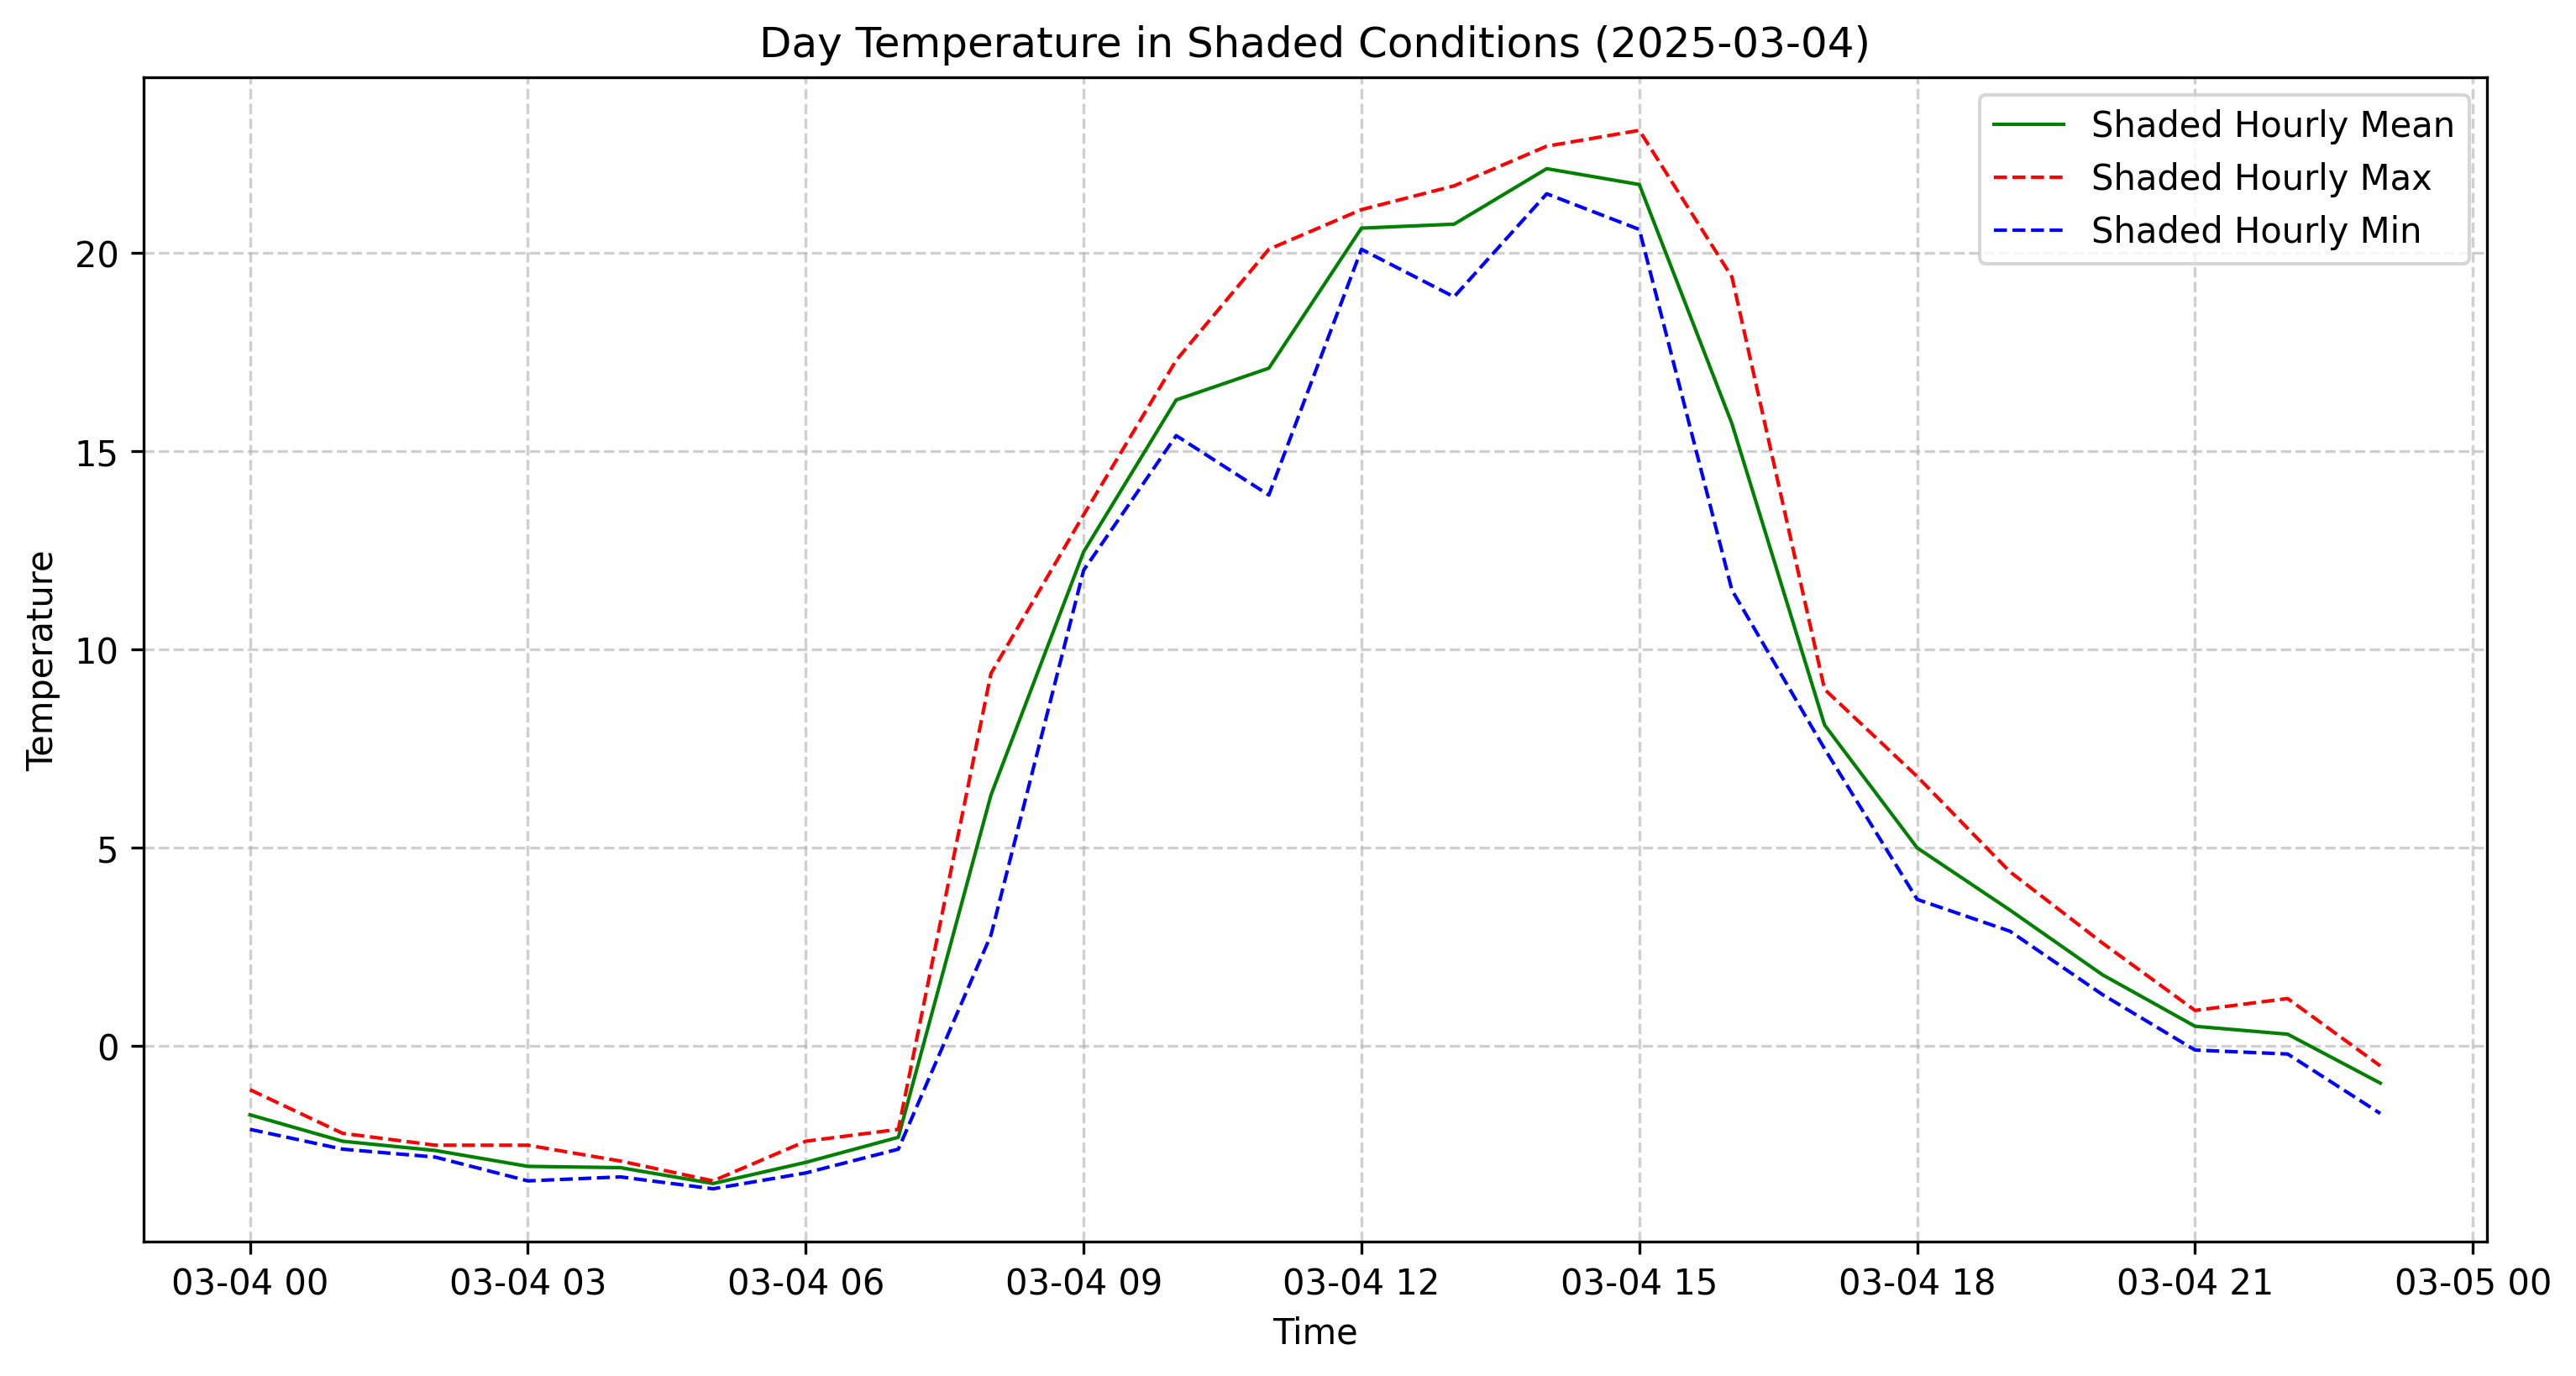 Day Temperature in Shaded Conditions (2025-03-04)
Shaded Hourly Mean
Shaded Hourly Max
Shaded Hourly Min
Temperature
20
15
10
5
0
03-04 00 03-04 03 03-04 06 03-04 09 03-04 12 03-04 15 03-04 18 03-04 21 03-05 00
Time